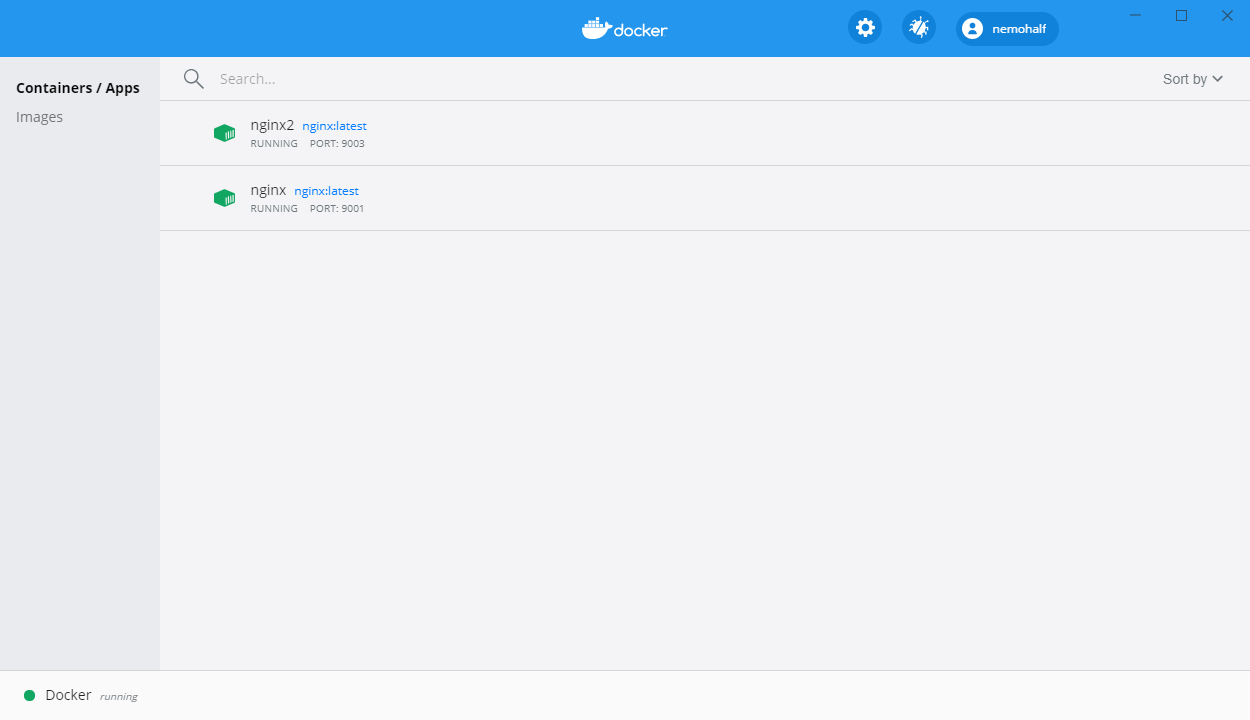 docker
nemohalf
Containers / Apps
Images
Search...
Sort by
nginx2 nginx:latest
RUNNING PORT: 9003
nginx nginx:latest
RUNNING PORT: 9001
Docker running